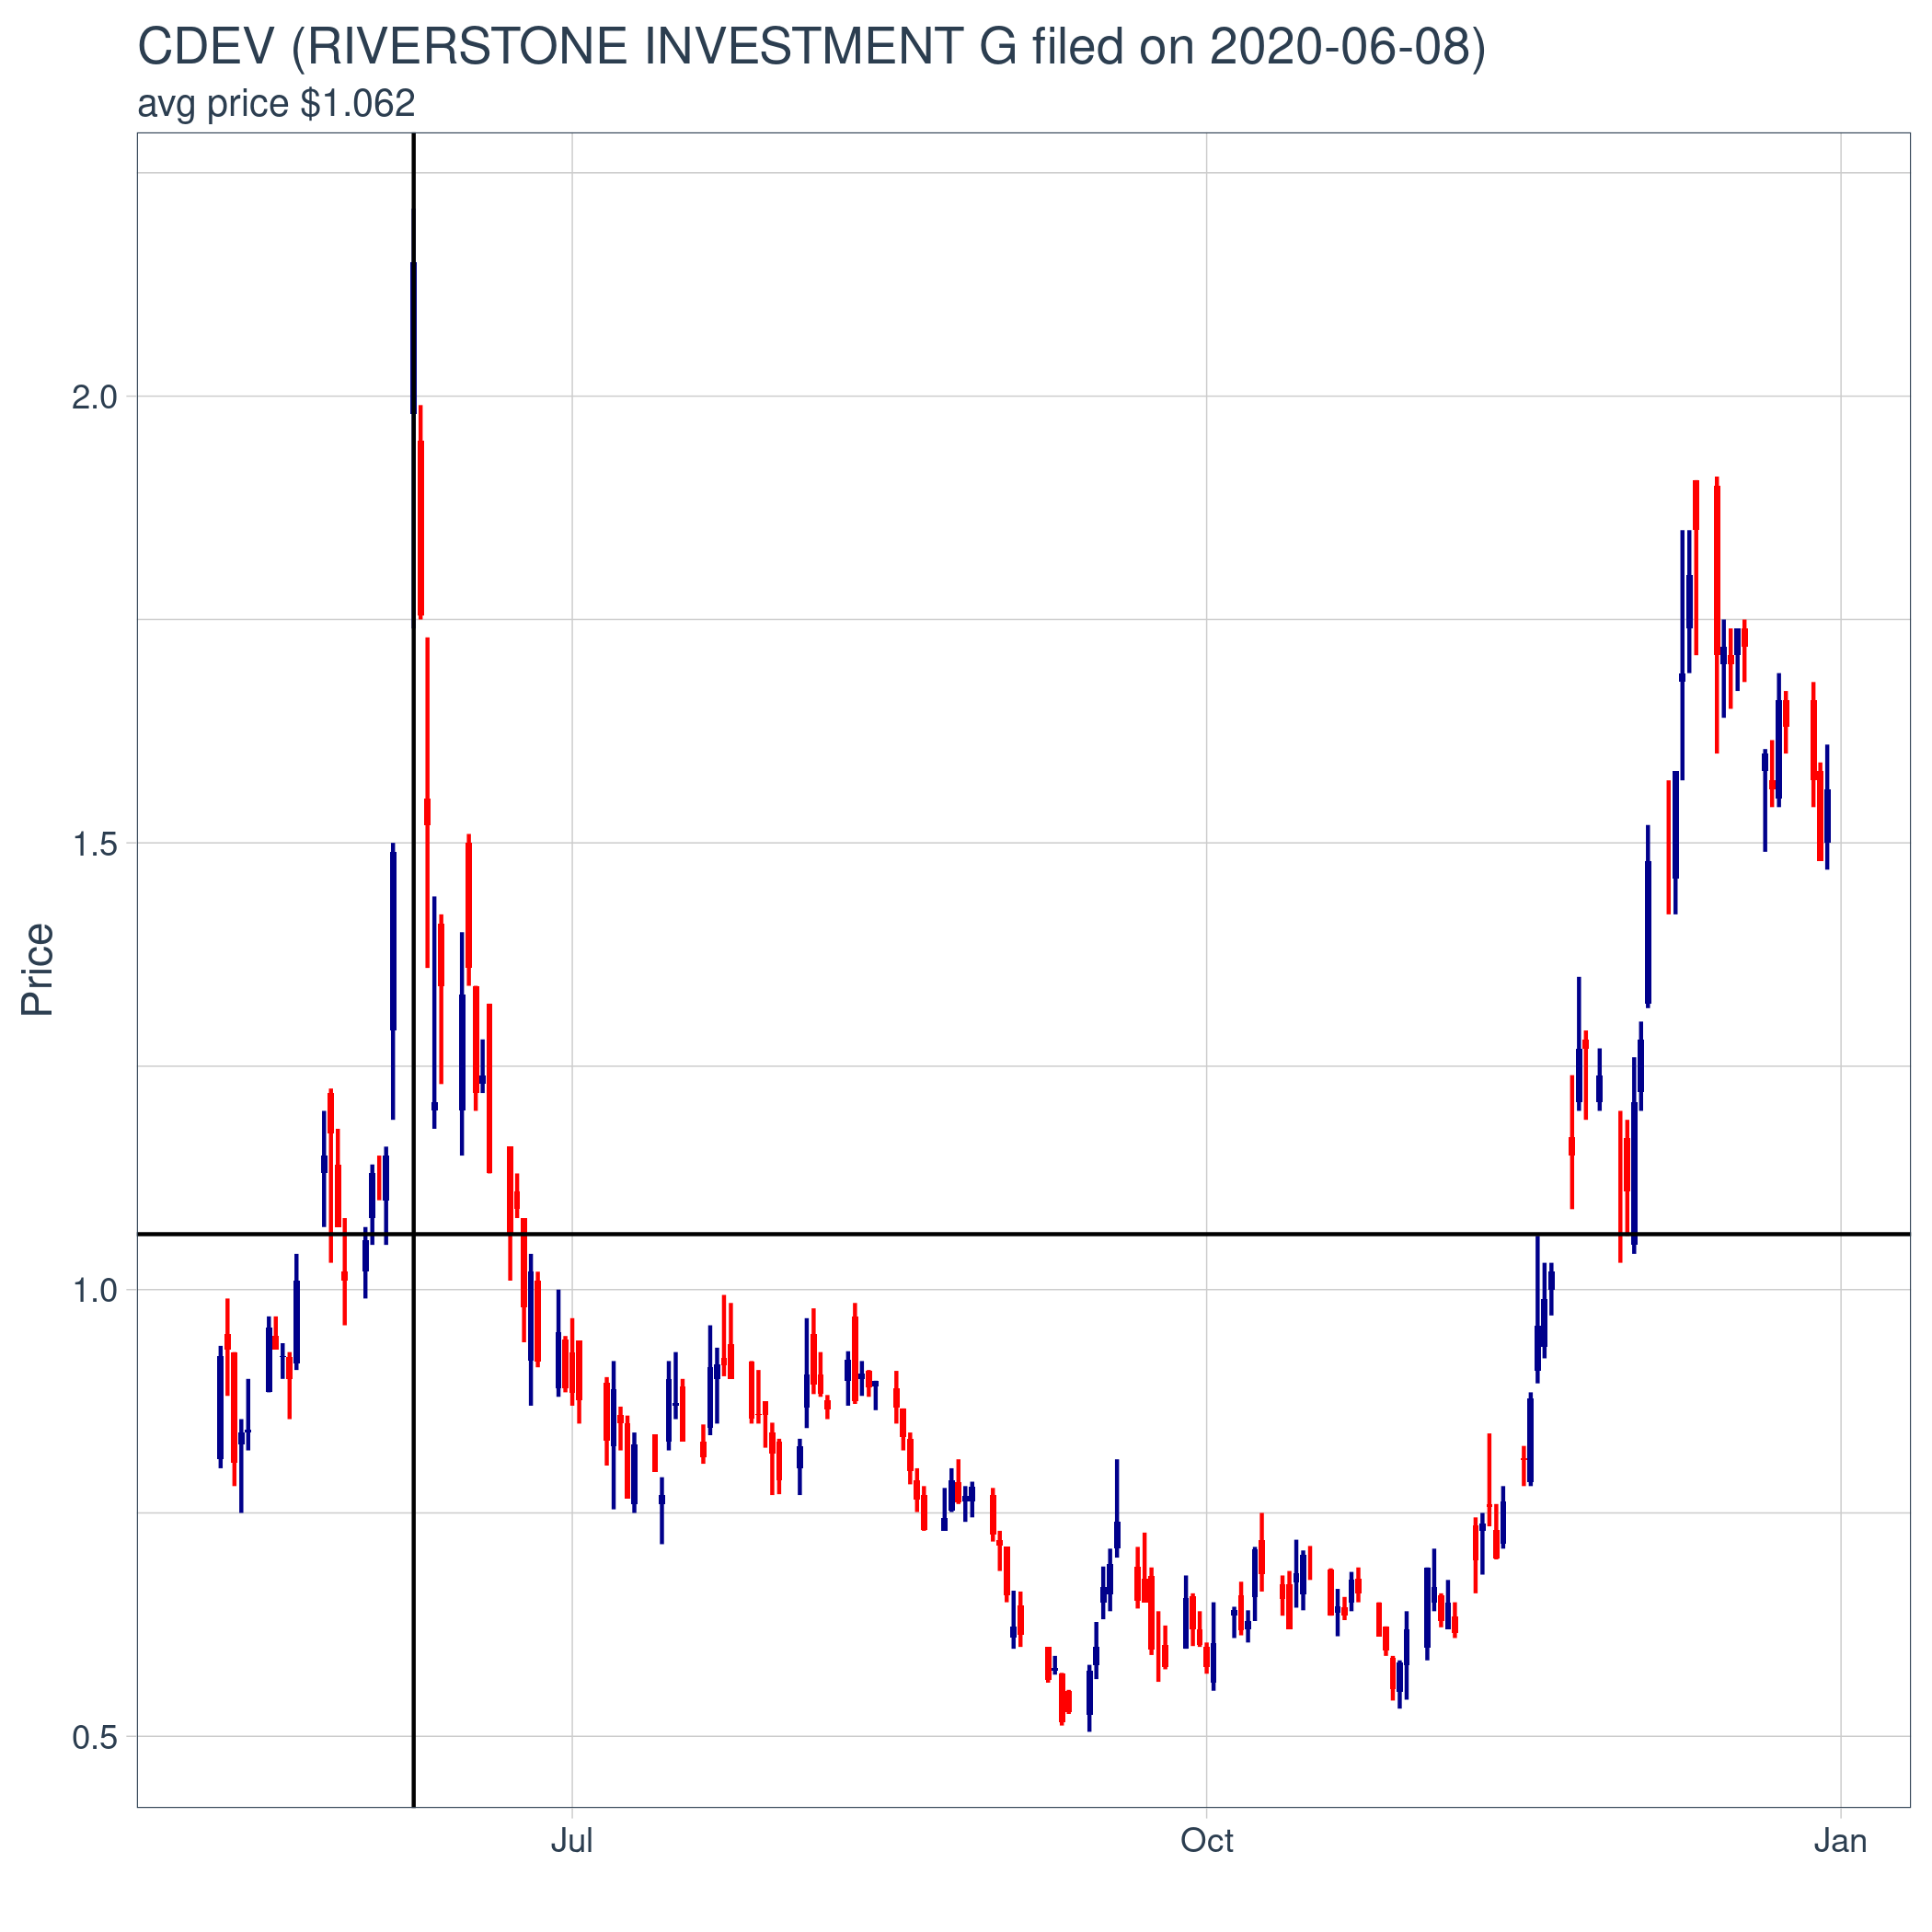 CDEV (RIVERSTONE INVESTMENT G filed on 2020-06-08)
avg price $1.062
2.0
1.5
1.0
0.5
Price
Jul Oct Jan